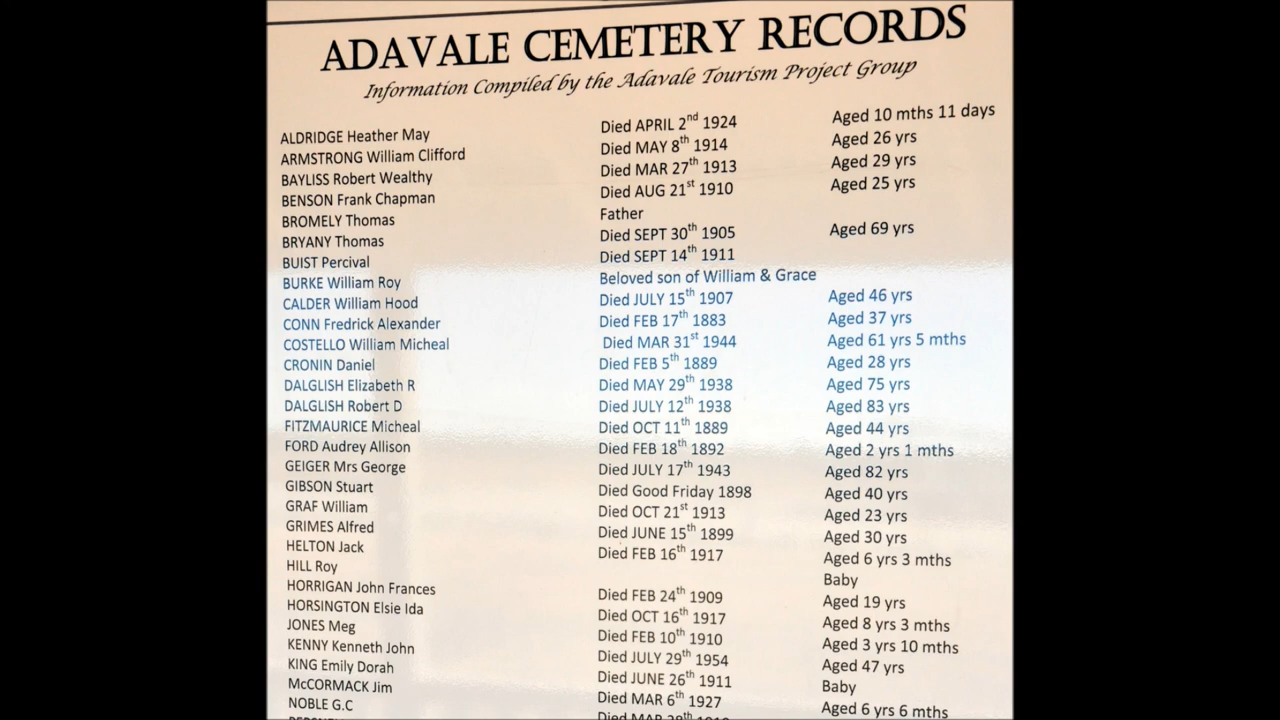 ADAVALE CEMETERY RECORDS
Information Compiled by the Adavale Tourism Project Group
ALDRIDGE Heather May Died APRIL 2nd 1924 Aged 10 mths 11 days
ARMSTRONG William Clifford Died MAY 8th 1914 Aged 26 yrs
BAYLISS Robert Wealthy Died MAR 27th 1913 Aged 29 yrs
BENSON Frank Chapman Died AUG 21st 1910 Aged 25 yrs
BROMELY Thomas Father
BRYANY Thomas Died SEPT 30th 1905 Aged 69 yrs
BUIST Percival Died SEPT 14th 1911
BURKE William Roy Beloved son of William & Grace
CALDER William Hood Died JULY 15th 1907 Aged 46 yrs
CONN Fredrick Alexander Died FEB 17th 1883 Aged 37 yrs
COSTELLO William Micheal Died MAR 31st 1944 Aged 61 yrs 5 mths
CRONIN Daniel Died FEB 5th 1889 Aged 28 yrs
DALGLISH Elizabeth R Died MAY 29th 1938 Aged 75 yrs
DALGLISH Robert D Died JULY 12th 1938 Aged 83 yrs
FITZMAURICE Micheal Died OCT 11th 1889 Aged 44 yrs
FORD Audrey Allison Died FEB 18th 1892 Aged 2 yrs 1 mths
GEIGER Mrs George Died JULY 17th 1943 Aged 82 yrs
GIBSON Stuart Died Good Friday 1898 Aged 40 yrs
GRAF William Died OCT 21st 1913 Aged 23 yrs
GRIMES Alfred Died JUNE 15th 1899 Aged 30 yrs
HELTON Jack Died FEB 16th 1917 Aged 6 yrs 3 mths
HILL Roy Baby
HORRIGAN John Frances Died FEB 24th 1909 Aged 19 yrs
HORSINGTON Elsie Ida Died OCT 16th 1917 Aged 8 yrs 3 mths
JONES Meg Died FEB 10th 1910 Aged 3 yrs 10 mths
KENNY Kenneth John Died JULY 29th 1954 Aged 47 yrs
KING Emily Dorah Died JUNE 26th 1911 Baby
McCORMACK Jim Died MAR 6th 1927 Aged 6 yrs 6 mths
NOBLE G.C Died MAR